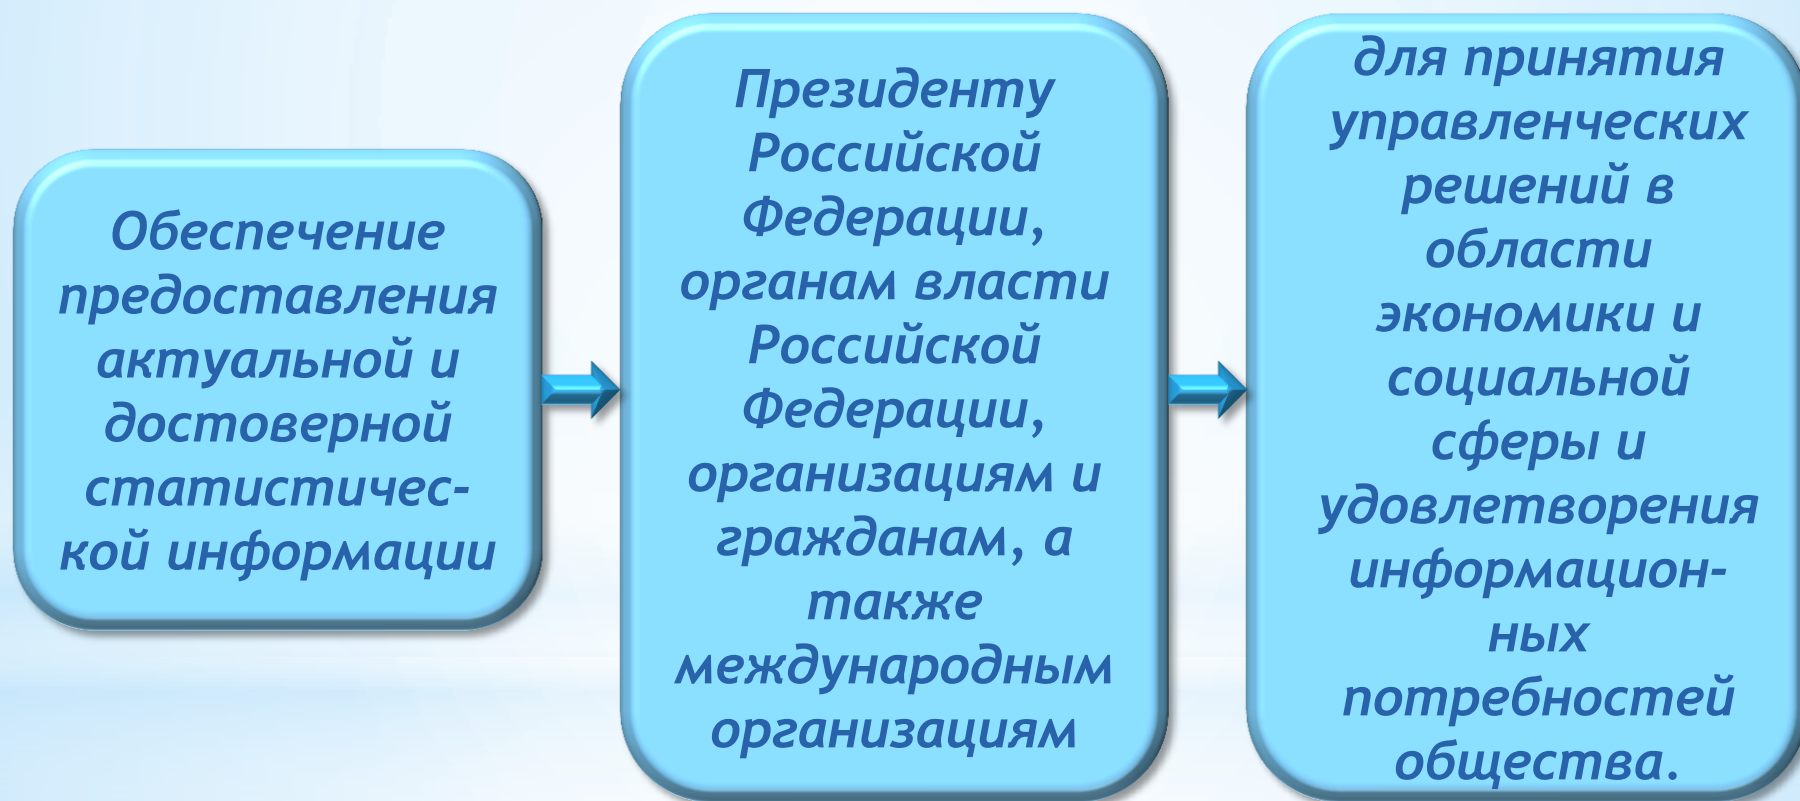 Обеспечение
предоставления
актуальной и
достоверной
статистичес-
кой информации
Президенту
Российской
Федерации,
органам власти
Российской
Федерации,
организациям и
гражданам, а
также
международным
организациям
для принятия
управленческих
решений в
области
экономики и
социальной
сферы и
удовлетворения
информацион-
ных
потребностей
общества.